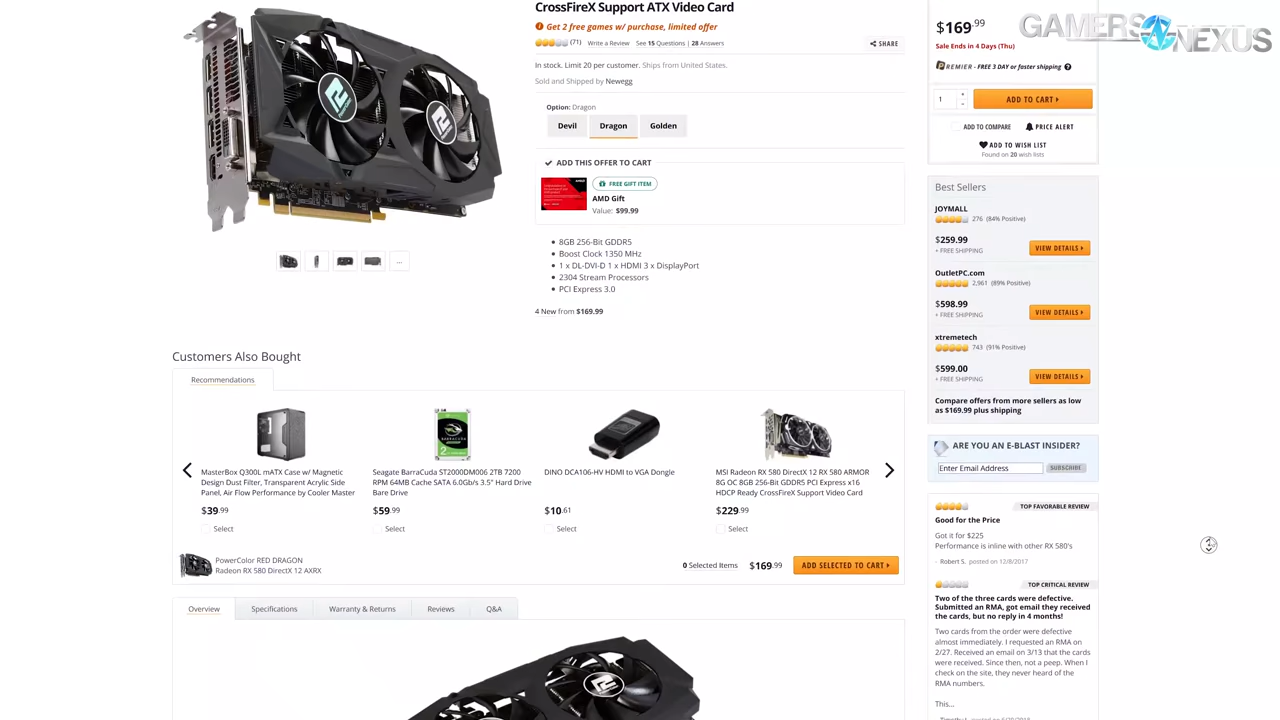 CrossFireX Support ATX Video Card
Get 2 free games w/ purchase, limited offer
(71) Write a Review See 15 Questions | 28 Answers
SHARE
In stock. Limit 20 per customer. Ships from United States.
Sold and Shipped by Newegg
Option: Dragon
Devil Dragon Golden
ADD THIS OFFER TO CART
FREE GIFT ITEM
AMD Gift
Value: $99.99
8GB 256-Bit GDDR5
Boost Clock 1350 MHz
1 x DL-DVI-D 1 x HDMI 3 x DisplayPort
2304 Stream Processors
PCI Express 3.0
...
4 New from $169.99
$169.99
Sale Ends in 4 Days (Thu)
PREMIER - FREE 3 DAY or faster shipping ?
1
ADD TO CART
ADD TO COMPARE PRICE ALERT
ADD TO WISH LIST
Found on 20 wish lists
GAMERS
NEXUS
Best Sellers
JOYMALL
276 (84% Positive)
$259.99
+ FREE SHIPPING
VIEW DETAILS
OutletPC.com
2,961 (89% Positive)
$598.99
+ FREE SHIPPING
VIEW DETAILS
xtremetech
743 (91% Positive)
$599.00
+ FREE SHIPPING
VIEW DETAILS
Compare offers from more sellers as low
as $169.99 plus shipping
Customers Also Bought
Recommendations
MasterBox Q300L mATX Case w/ Magnetic
Design Dust Filter, Transparent Acrylic Side
Panel, Air Flow Performance by Cooler Master
$39.99
Select
Seagate BarraCuda ST2000DM006 2TB 7200
RPM 64MB Cache SATA 6.0Gb/s 3.5" Hard Drive
Bare Drive
$59.99
Select
DINO DCA106-HV HDMI to VGA Dongle
$10.61
Select
MSI Radeon RX 580 DirectX 12 RX 580 ARMOR
8G OC 8GB 256-Bit GDDR5 PCI Express x16
HDCP Ready CrossFireX Support Video Card
$229.99
Select
PowerColor RED DRAGON
Radeon RX 580 DirectX 12 AXRX
0 Selected Items $169.99
ADD SELECTED TO CART
Overview Specifications Warranty & Returns Reviews Q&A
ARE YOU AN E-BLAST INSIDER?
Enter Email Address
SUBSCRIBE
TOP FAVORABLE REVIEW
Good for the Price
Got it for $225
Performance is inline with other RX 580's
- Robert S. posted on 12/8/2017
TOP CRITICAL REVIEW
Two of the three cards were defective.
Submitted an RMA, got email they received
the cards, but no reply in 4 months!
Two cards from the order were defective
almost immediately. I requested an RMA on
2/27. Received an email on 3/13 that the cards
were received. Since then, not a peep. When I
check on the site, they never heard of the
RMA numbers.
This...